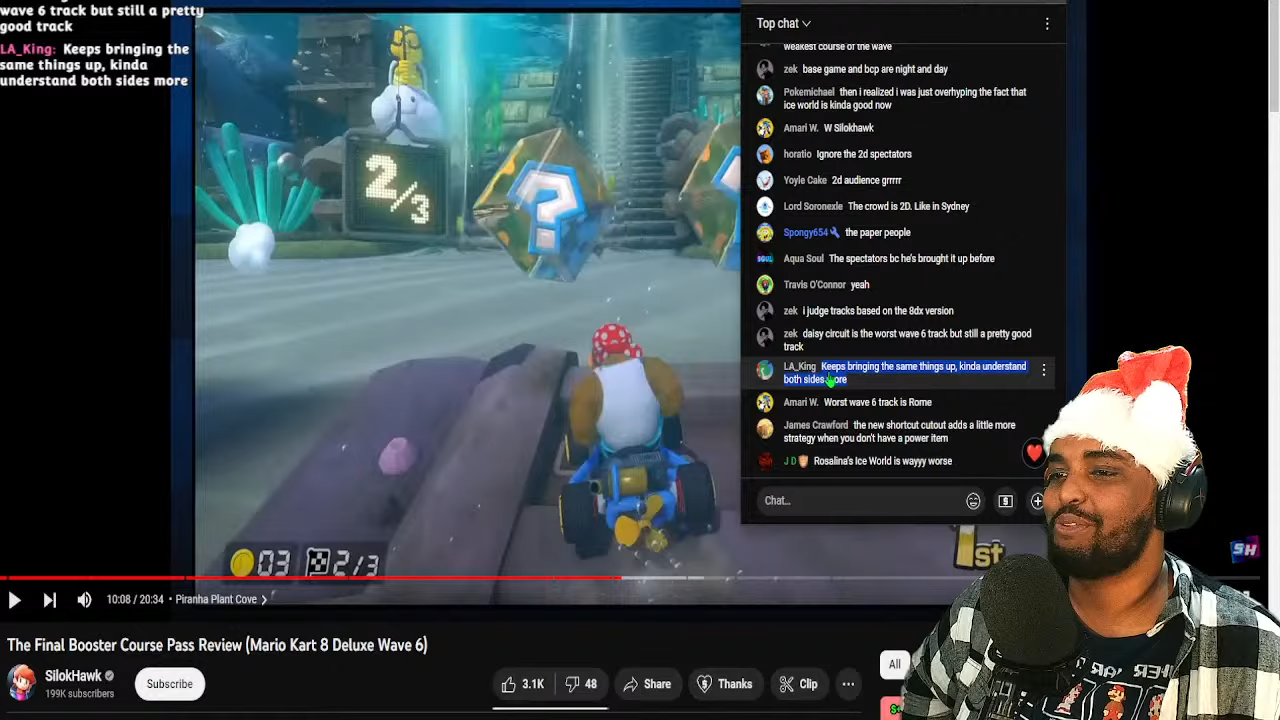 wave 6 track but still a pretty
good track
LA_King: Keeps bringing the
same things up, kinda
understand both sides more
2/3
?
03
2/3
1st
Top chat
weakest course of the wave
zek base game and bcp are night and day
Pokemichael then i realized i was just overhyping the fact that
ice world is kinda good now
Amari W. W Silokhawk
horatio Ignore the 2d spectators
Yoyle Cake 2d audience grrrrr
Lord Soronexle The crowd is 2D. Like in Sydney
Spongy654 the paper people
Aqua Soul The spectators bc he's brought it up before
Travis O'Connor yeah
zek i judge tracks based on the 8dx version
zek daisy circuit is the worst wave 6 track but still a pretty good
track
LA_King Keeps bringing the same things up, kinda understand
both sides more
Amari W. Worst wave 6 track is Rome
James Crawford the new shortcut cutout adds a little more
strategy when you don't have a power item
J D Rosalina's Ice World is wayyy worse
Chat...
SH
10:08 / 20:34 • Piranha Plant Cove
The Final Booster Course Pass Review (Mario Kart 8 Deluxe Wave 6)
SilokHawk
199K subscribers
Subscribe
3.1K
48
Share
Thanks
Clip
All